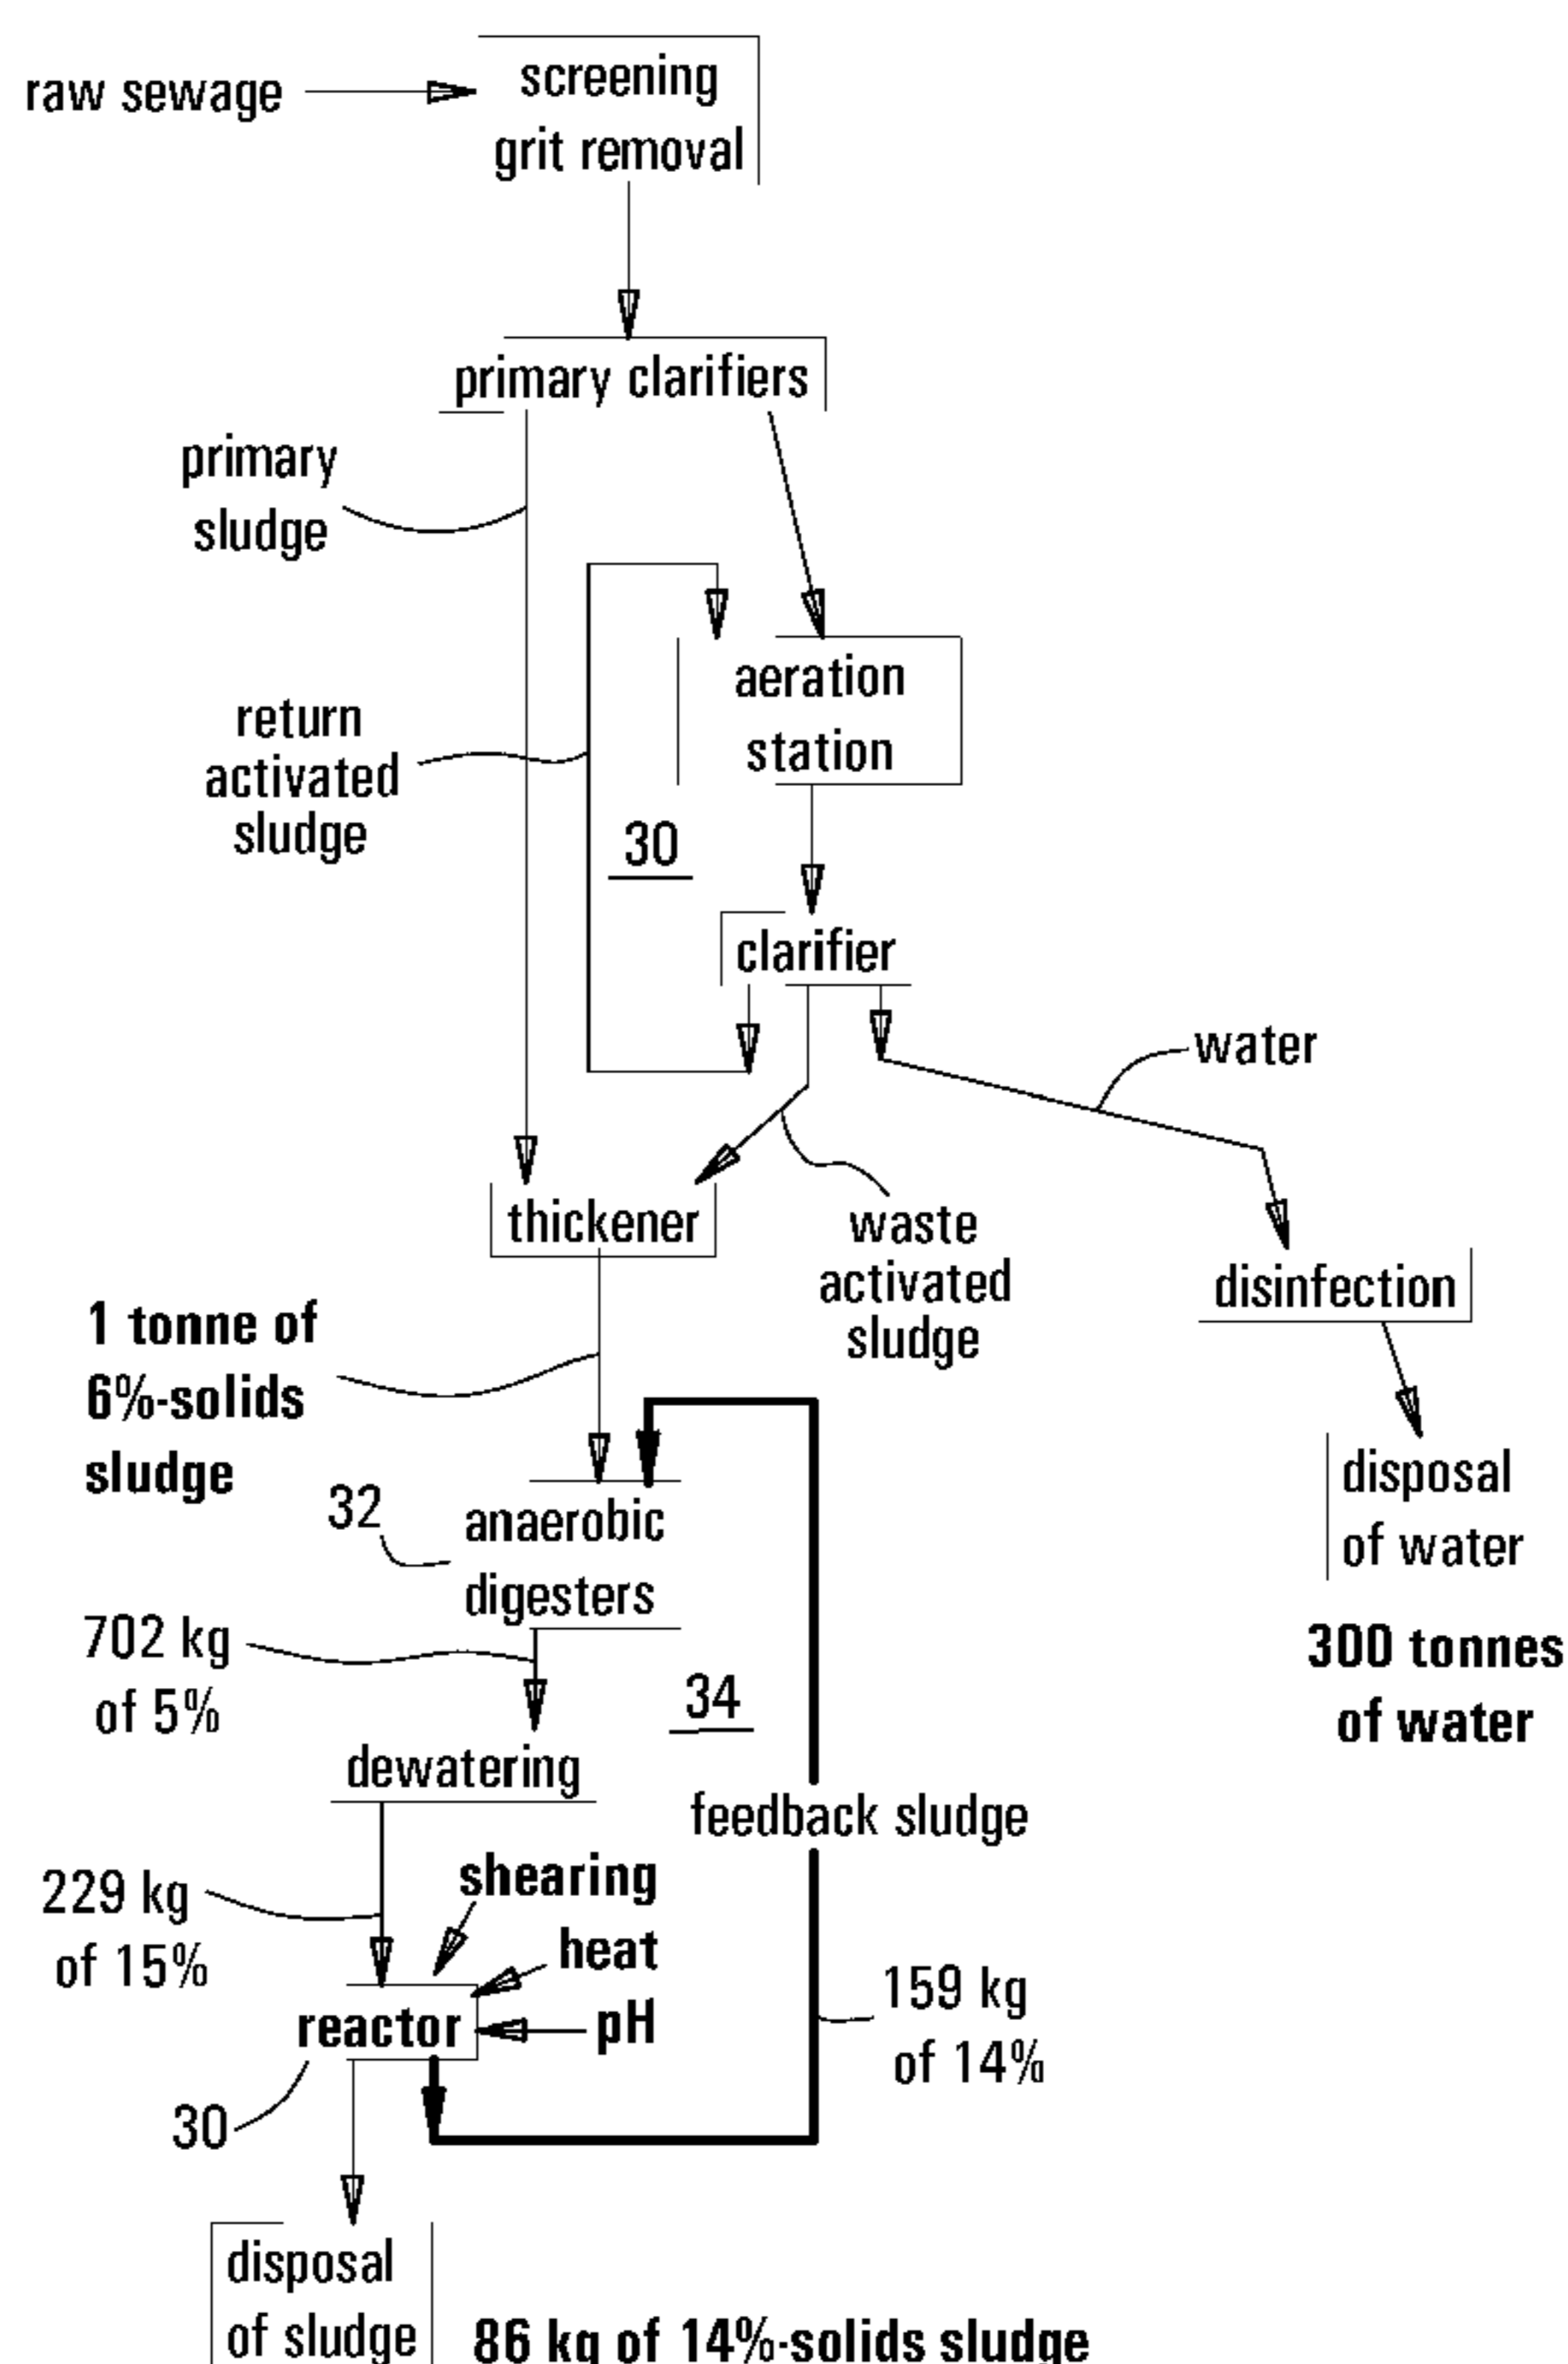 raw sewage
screening
grit removal
primary clarifiers
primary
sludge
aeration
station
return
activated
sludge
30
clarifier
water
thickener
waste
activated
sludge
disinfection
1 tonne of
6%-solids
sludge
disposal
of water
300 tonnes
of water
32
anaerobic
digesters
702 kg
of 5%
34
dewatering
feedback sludge
229 kg
of 15%
shearing
heat
pH
reactor
159 kg
of 14%
30
disposal
of sludge
86 kg of 14%-solids sludge